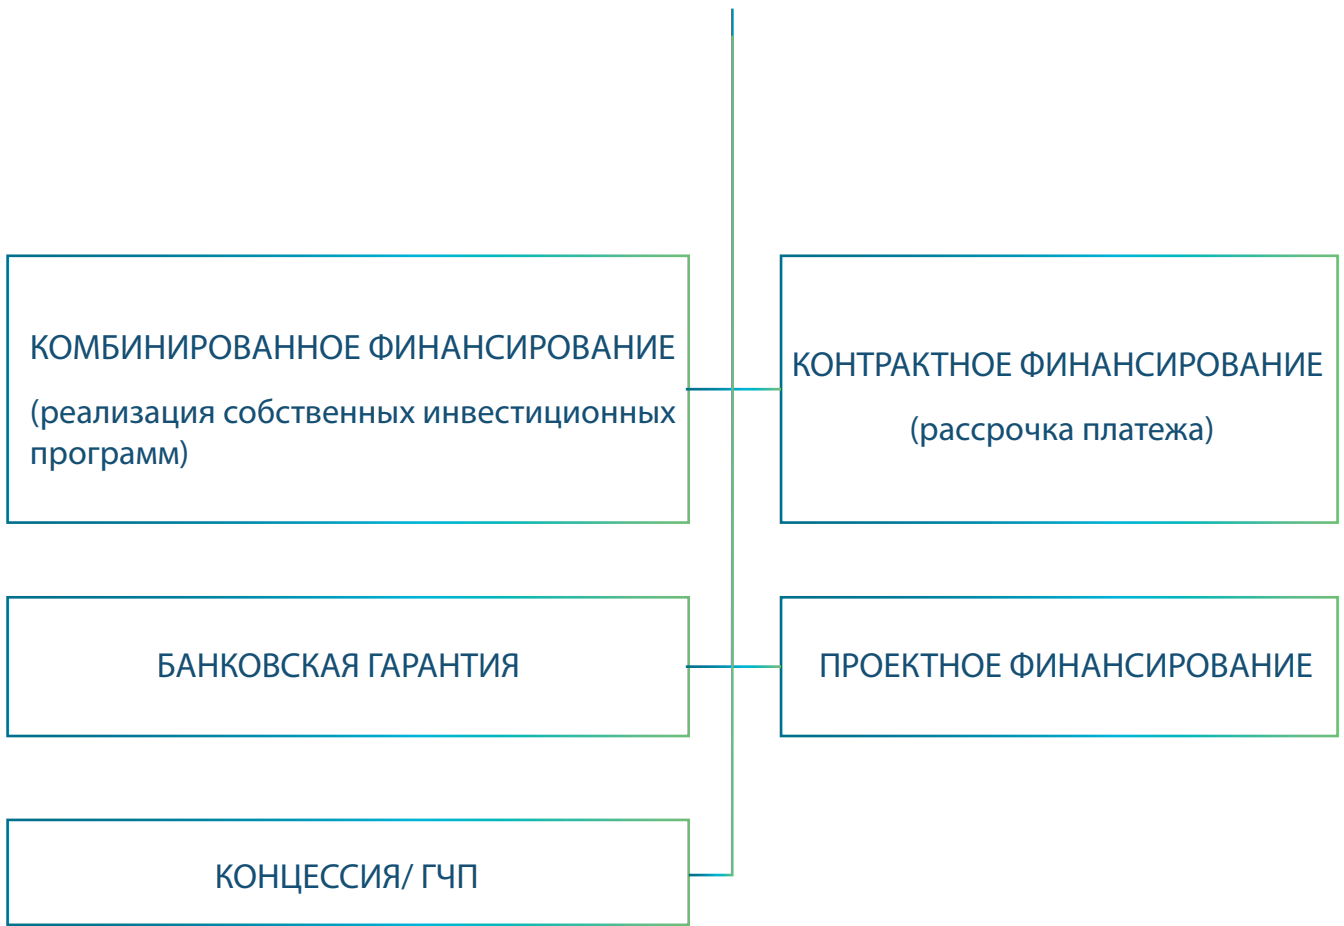 КОМБИНИРОВАННОЕ ФИНАНСИРОВАНИЕ
(реализация собственных инвестиционных
программ)
КОНТРАКТНОЕ ФИНАНСИРОВАНИЕ
(рассрочка платежа)
БАНКОВСКАЯ ГАРАНТИЯ
ПРОЕКТНОЕ ФИНАНСИРОВАНИЕ
КОНЦЕССИЯ/ ГЧП